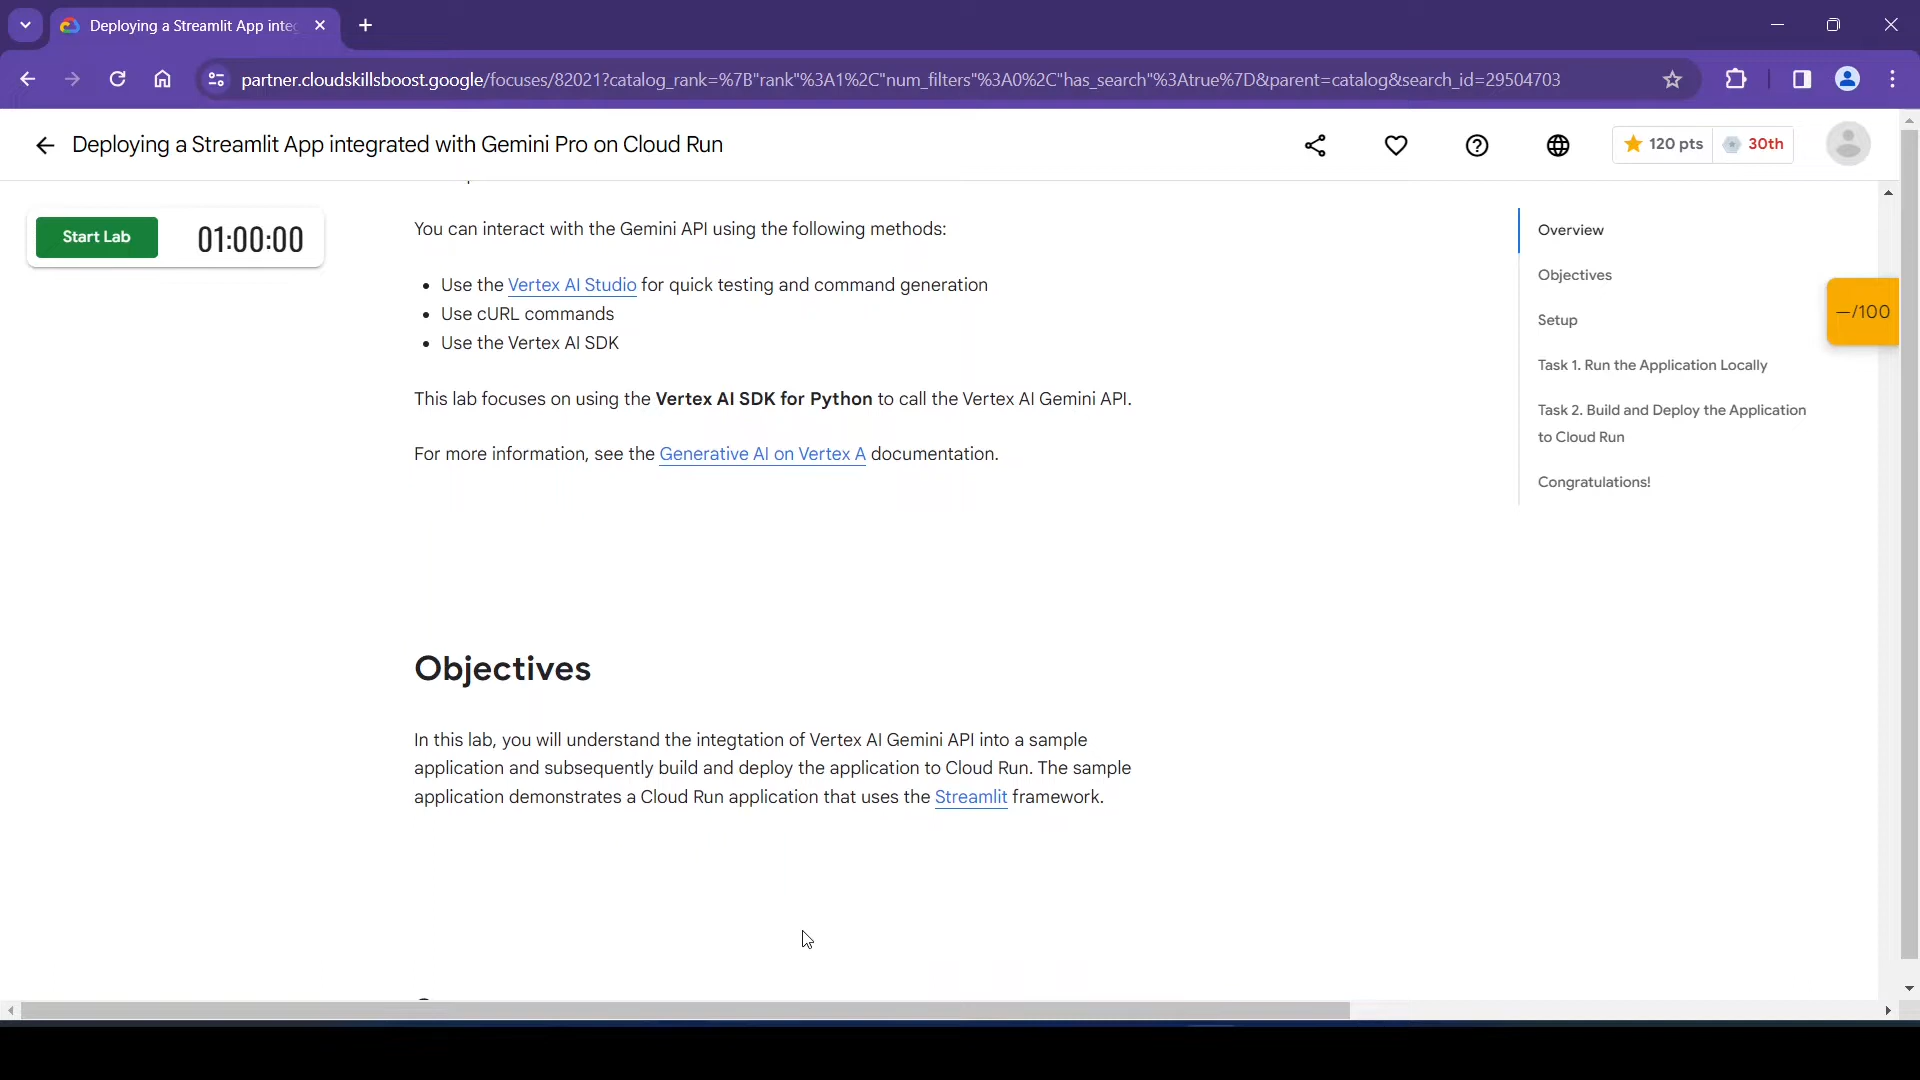 Deploying a Streamlit App inte
partner.cloudskillsboost.google/focuses/82021?catalog_rank=%7B"rank"%3A1%2C"num_filters"%3A0%2C"has_search"%3Atrue%7D&parent=catalog&search_id=29504703
Deploying a Streamlit App integrated with Gemini Pro on Cloud Run
120 pts
30th
Start Lab
01:00:00
You can interact with the Gemini API using the following methods:
• Use the Vertex AI Studio for quick testing and command generation
• Use cURL commands
• Use the Vertex AI SDK
This lab focuses on using the Vertex AI SDK for Python to call the Vertex AI Gemini API.
For more information, see the Generative AI on Vertex A documentation.
Objectives
In this lab, you will understand the integtation of Vertex AI Gemini API into a sample
application and subsequently build and deploy the application to Cloud Run. The sample
application demonstrates a Cloud Run application that uses the Streamlit framework.
Overview
Objectives
Setup
Task 1. Run the Application Locally
Task 2. Build and Deploy the Application
to Cloud Run
Congratulations!
—/100